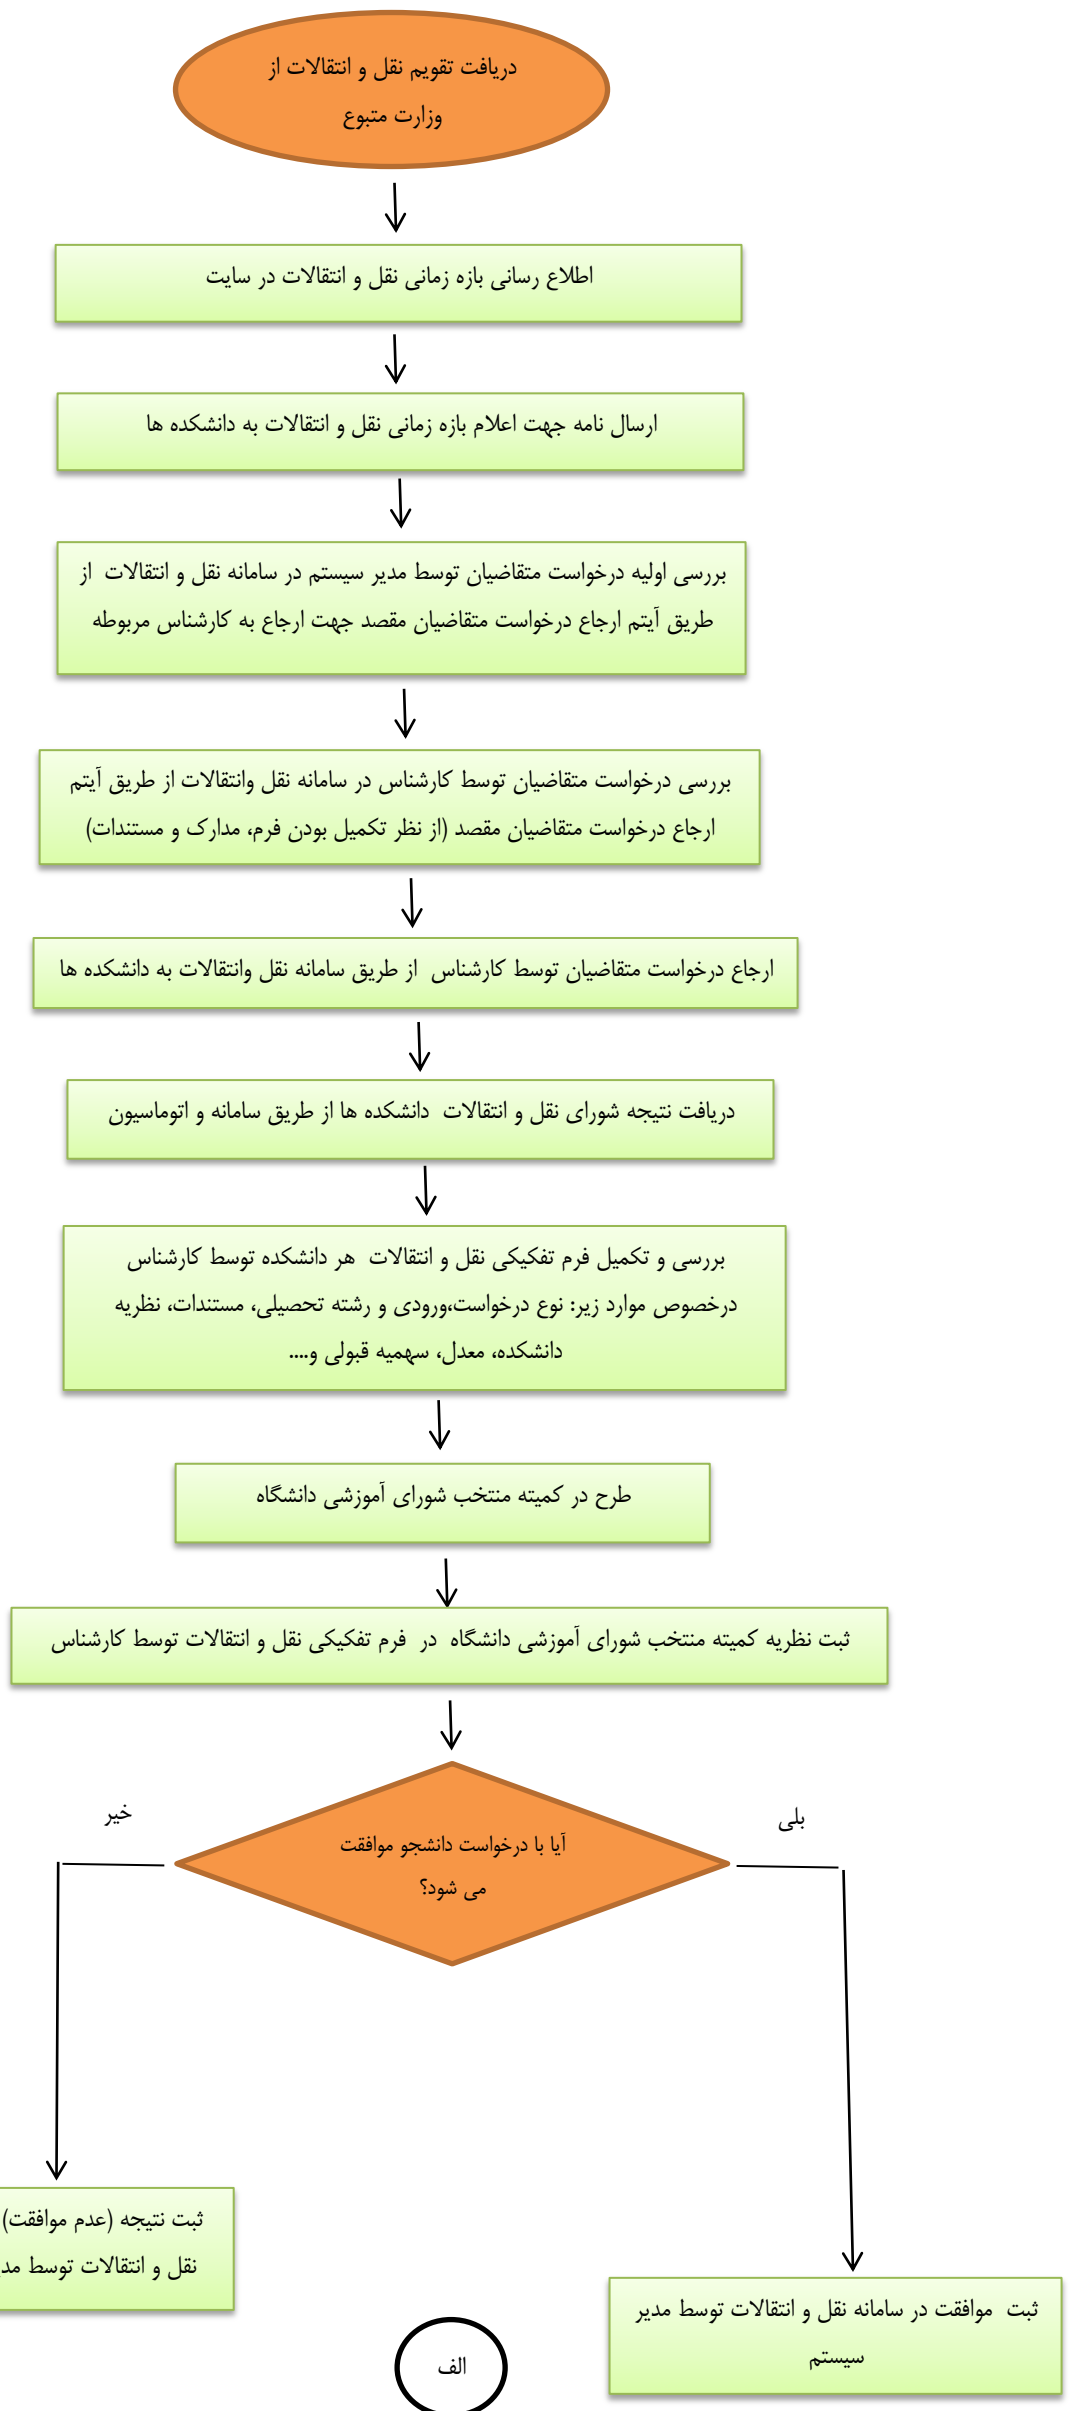 دریافت تقویم نقل و انتقالات از
وزارت متبوع
اطلاع رسانی بازه زمانی نقل و انتقالات در سایت
ارسال نامه جهت اعلام بازه زمانی نقل و انتقالات به دانشکده ها
بررسی اولیه درخواست متقاضیان توسط مدیر سیستم در سامانه نقل و انتقالات از
طریق آیتم ارجاع درخواست متقاضیان مقصد جهت ارجاع به کارشناس مربوطه
بررسی درخواست متقاضیان توسط کارشناس در سامانه نقل وانتقالات از طریق آیتم
ارجاع درخواست متقاضیان مقصد (از نظر تکمیل بودن فرم، مدارک و مستندات)
ارجاع درخواست متقاضیان توسط کارشناس از طریق سامانه نقل وانتقالات به دانشکده ها
دریافت نتیجه شورای نقل و انتقالات دانشکده ها از طریق سامانه و اتوماسیون
بررسی و تکمیل فرم تفکیکی نقل و انتقالات هر دانشکده توسط کارشناس
درخصوص موارد زیر: نوع درخواست،ورودی و رشته تحصیلی، مستندات، نظریه
دانشکده، معدل، سهمیه قبولی و....
طرح در کمیته منتخب شورای آموزشی دانشگاه
ثبت نظریه کمیته منتخب شورای آموزشی دانشگاه در فرم تفکیکی نقل و انتقالات توسط کارشناس
بلی
خیر
آیا با درخواست دانشجو موافقت
می شود؟
ثبت نتیجه (عدم موافقت)
نقل و انتقالات توسط
ثبت موافقت در سامانه نقل و انتقالات توسط مدیر
سیستم
الف